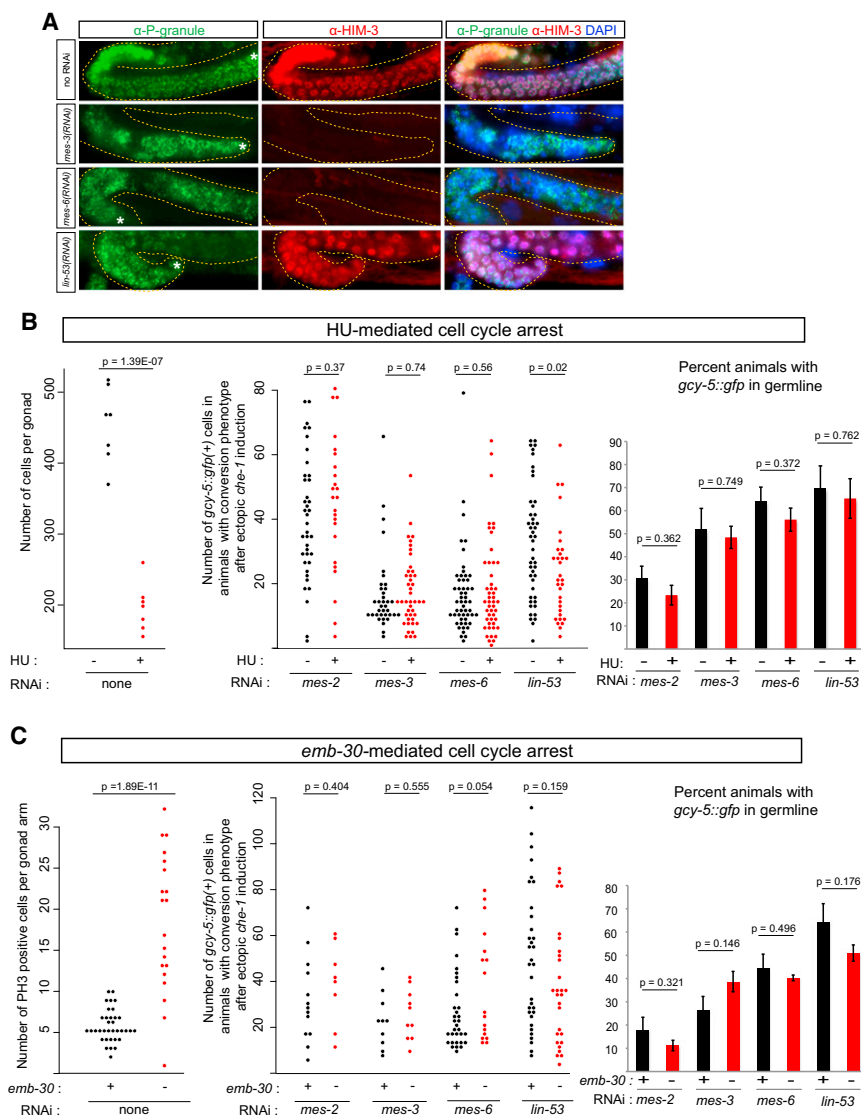 A
α-P-granule
α-HIM-3
α-P-granule α-HIM-3 DAPI
no RNAi
*
mes-3(RNAi)
*
mes-6(RNAi)
*
lin-53(RNAi)
*
B
HU-mediated cell cycle arrest
Number of cells per gonad
500
400
300
200
p = 1.39E-07
HU :
- +
RNAi :
none
Number of gcy-5::gfp(+) cells in
animals with conversion phenotype
after ectopic che-1 induction
80
60
40
20
p = 0.37
p = 0.74
p = 0.56
p = 0.02
HU :
- + - + - + - +
RNAi :
mes-2 mes-3 mes-6 lin-53
Percent animals with
gcy-5::gfp in germline
90
80
70
60
50
40
30
20
10
p = 0.362
p = 0.749
p = 0.372
p = 0.762
HU:
- + - + - + - +
RNAi :
mes-2 mes-3 mes-6 lin-53
C
emb-30-mediated cell cycle arrest
Number of PH3 positive cells per gonad arm
30
25
20
15
10
5
p =1.89E-11
emb-30 :
+ -
RNAi :
none
Number of gcy-5::gfp(+) cells in
animals with conversion phenotype
after ectopic che-1 induction
120
100
80
60
40
20
p = 0.404
p = 0.555
p = 0.054
p = 0.159
emb-30 :
+ - + - + - + -
RNAi :
mes-2 mes-3 mes-6 lin-53
Percent animals with
gcy-5::gfp in germline
80
70
60
50
40
30
20
10
p = 0.321
p = 0.146
p = 0.496
p = 0.176
emb-30 :
+ - + - + - + -
RNAi :
mes-2 mes-3 mes-6 lin-53